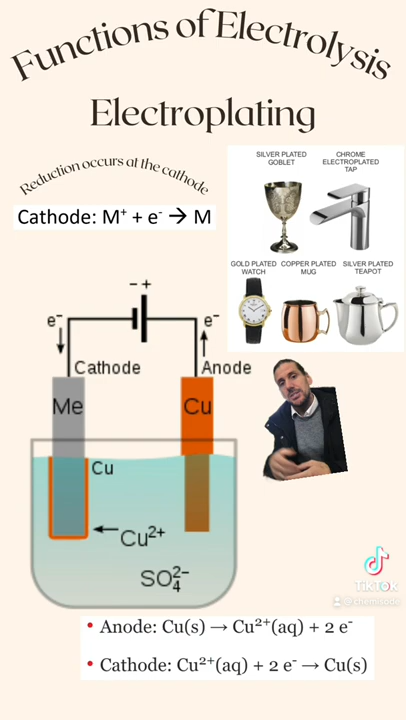 Functions of Electrolysis
Electroplating
Reduction occurs at the cathode
Cathode: M⁺ + e⁻ → M
SILVER PLATED
GOBLET
CHROME
ELECTROPLATED
TAP
GOLD PLATED
WATCH
COPPER PLATED
MUG
SILVER PLATED
TEAPOT
- +
e⁻
e⁻
Cathode
Anode
Me
Cu
Cu
Cu²⁺
SO₄²⁻
TikTok
@chemisode
• Anode: Cu(s) → Cu²⁺(aq) + 2 e⁻
• Cathode: Cu²⁺(aq) + 2 e⁻ → Cu(s)